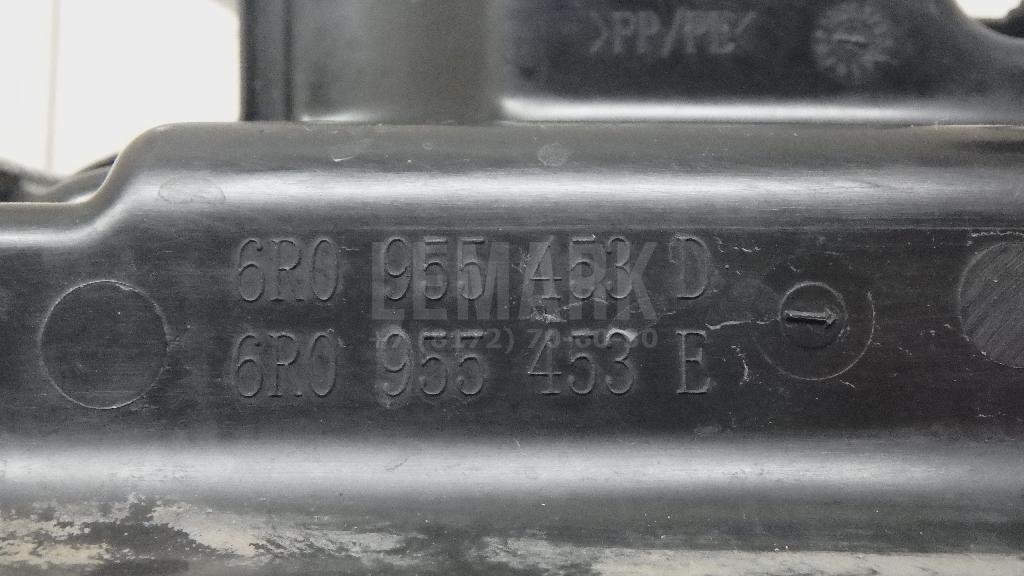 >PP/PE<
6R0 955 453 D
LEMARK
6R0 955 453 E